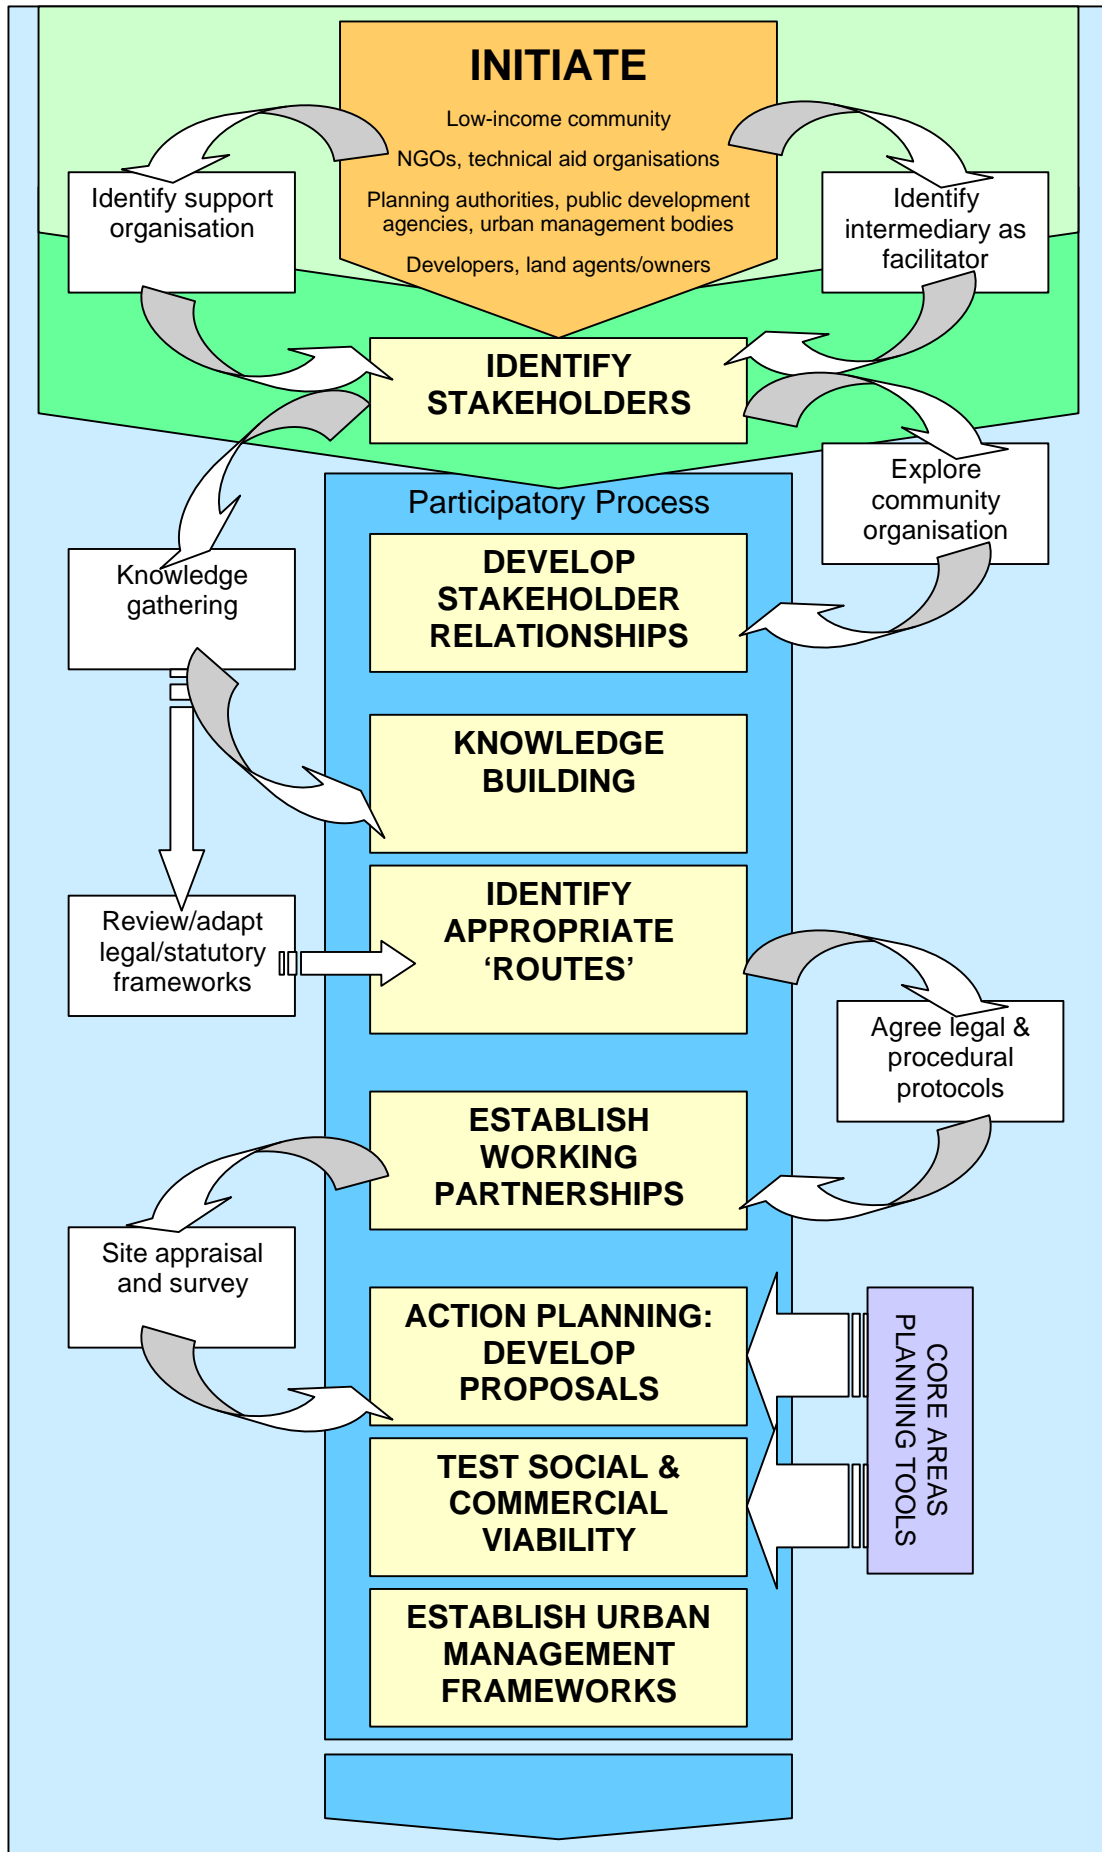 INITIATE
Low-income community
NGOs, technical aid organisations
Planning authorities, public development
agencies, urban management bodies
Developers, land agents/owners
Identify support
organisation
Identify
intermediary as
facilitator
IDENTIFY
STAKEHOLDERS
Explore
community
organisation
Participatory Process
DEVELOP
STAKEHOLDER
RELATIONSHIPS
Knowledge
gathering
KNOWLEDGE
BUILDING
IDENTIFY
APPROPRIATE
‘ROUTES’
Review/adapt
legal/statutory
frameworks
Agree legal &
procedural
protocols
ESTABLISH
WORKING
PARTNERSHIPS
Site appraisal
and survey
ACTION PLANNING:
DEVELOP
PROPOSALS
CORE AREAS
PLANNING TOOLS
TEST SOCIAL &
COMMERCIAL
VIABILITY
ESTABLISH URBAN
MANAGEMENT
FRAMEWORKS